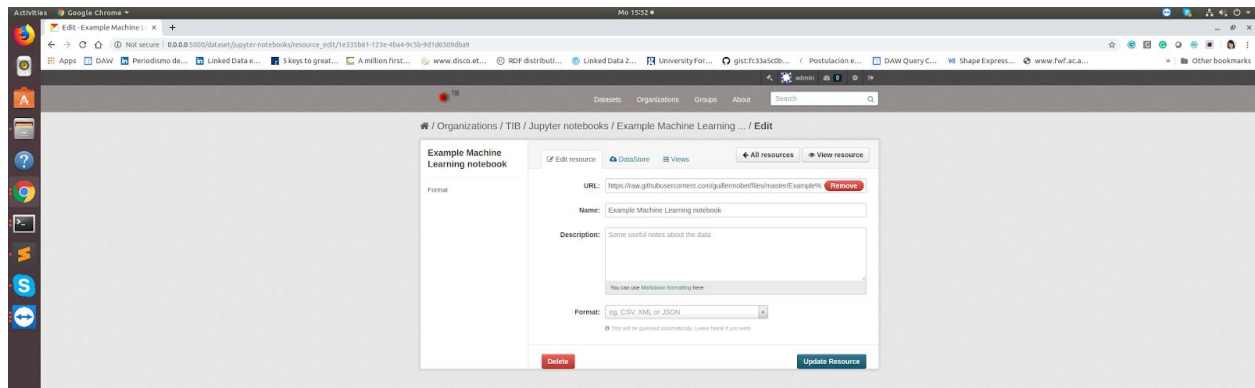 Activities Google Chrome Mo 15:52
Edit - Example Machine L
Not secure | 0.0.0.0:5000/dataset/jupyter-notebooks/resource_edit/1e335b61-123e-4ba4-9c5b-9d1d6309dba9
Apps DAW Periodismo de... Linked Data e... 5 keys to great... A million first... www.disco.et... RDF distributi... Linked Data 2... University For... gist:fc33a5c0b... Postulación e... DAW Query C... Shape Express... www.fwf.ac.a... Other bookmarks
admin 0
TIB Datasets Organizations Groups About Search
/ Organizations / TIB / Jupyter notebooks / Example Machine Learning ... / Edit
Example Machine Learning notebook
Format
Edit resource DataStore Views All resources View resource
URL: https://raw.githubusercontent.com/guillermobet/files/master/Example% Remove
Name: Example Machine Learning notebook
Description: Some useful notes about the data
You can use Markdown formatting here
Format: eg. CSV, XML or JSON
This will be guessed automatically. Leave blank if you wish
Delete Update Resource